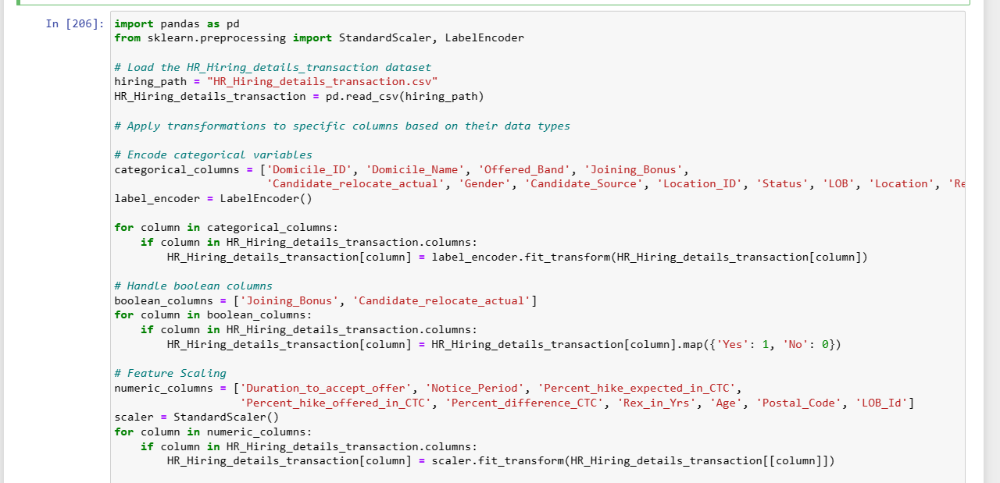 In [206]: import pandas as pd
from sklearn.preprocessing import StandardScaler, LabelEncoder
# Load the HR_Hiring_details_transaction dataset
hiring_path = "HR_Hiring_details_transaction.csv"
HR_Hiring_details_transaction = pd.read_csv(hiring_path)
# Apply transformations to specific columns based on their data types
# Encode categorical variables
categorical_columns = ['Domicile_ID', 'Domicile_Name', 'Offered_Band', 'Joining_Bonus',
'Candidate_relocate_actual', 'Gender', 'Candidate_Source', 'Location_ID', 'Status', 'LOB', 'Location', 'Re
label_encoder = LabelEncoder()
for column in categorical_columns:
if column in HR_Hiring_details_transaction.columns:
HR_Hiring_details_transaction[column] = label_encoder.fit_transform(HR_Hiring_details_transaction[column])
# Handle boolean columns
boolean_columns = ['Joining_Bonus', 'Candidate_relocate_actual']
for column in boolean_columns:
if column in HR_Hiring_details_transaction.columns:
HR_Hiring_details_transaction[column] = HR_Hiring_details_transaction[column].map({'Yes': 1, 'No': 0})
# Feature Scaling
numeric_columns = ['Duration_to_accept_offer', 'Notice_Period', 'Percent_hike_expected_in_CTC',
'Percent_hike_offered_in_CTC', 'Percent_difference_CTC', 'Rex_in_Yrs', 'Age', 'Postal_Code', 'LOB_Id']
scaler = StandardScaler()
for column in numeric_columns:
if column in HR_Hiring_details_transaction.columns:
HR_Hiring_details_transaction[column] = scaler.fit_transform(HR_Hiring_details_transaction[[column]])